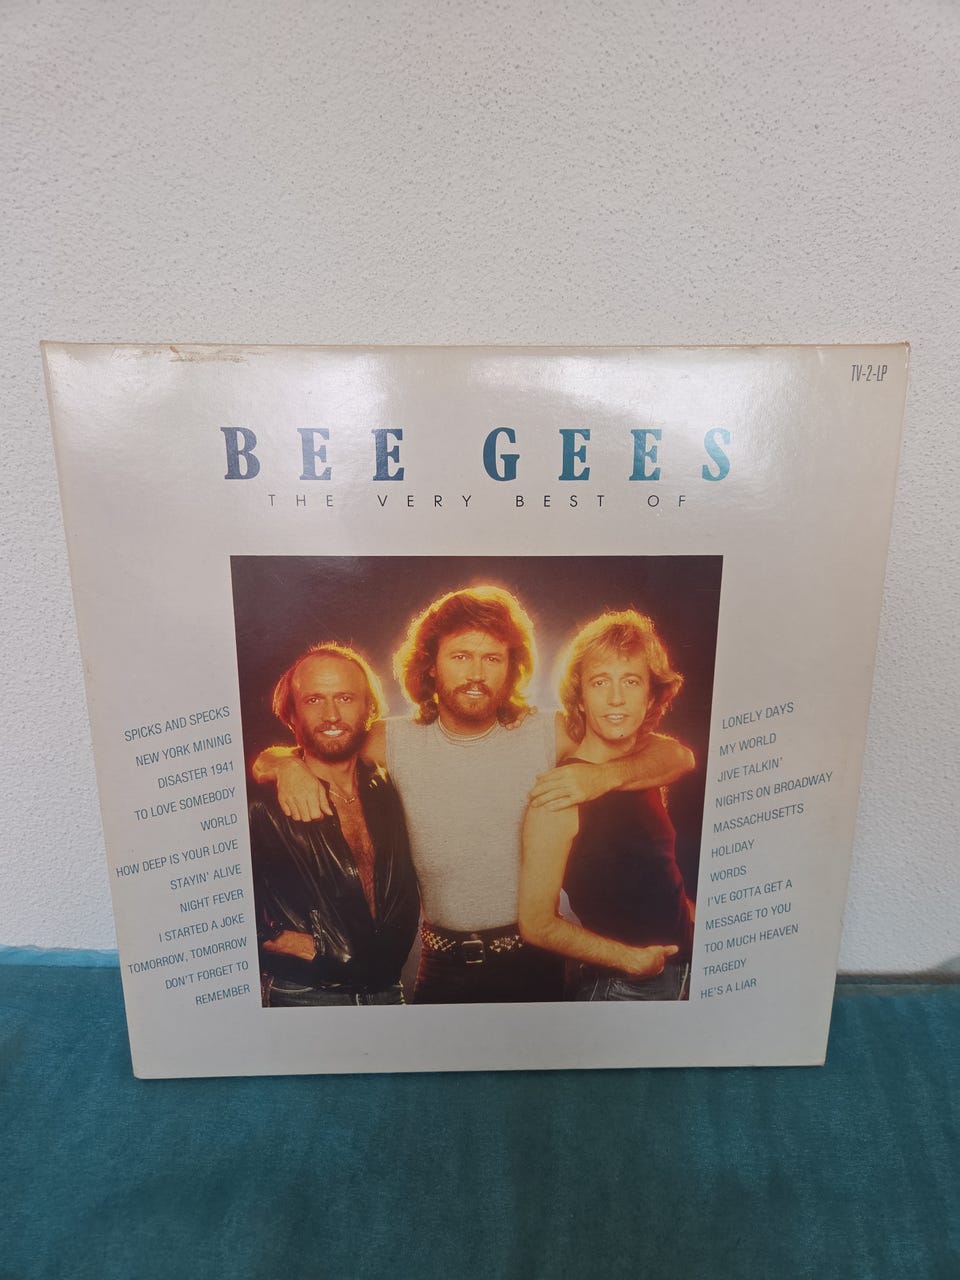 TV-2-LP
BEE GEES
THE VERY BEST OF
SPICKS AND SPECKS
NEW YORK MINING
DISASTER 1941
TO LOVE SOMEBODY
WORLD
HOW DEEP IS YOUR LOVE
STAYIN' ALIVE
NIGHT FEVER
I STARTED A JOKE
TOMORROW, TOMORROW
DON'T FORGET TO
REMEMBER
LONELY DAYS
MY WORLD
JIVE TALKIN'
NIGHTS ON BROADWAY
MASSACHUSETTS
HOLIDAY
WORDS
I'VE GOTTA GET A
MESSAGE TO YOU
TOO MUCH HEAVEN
TRAGEDY
HE'S A LIAR